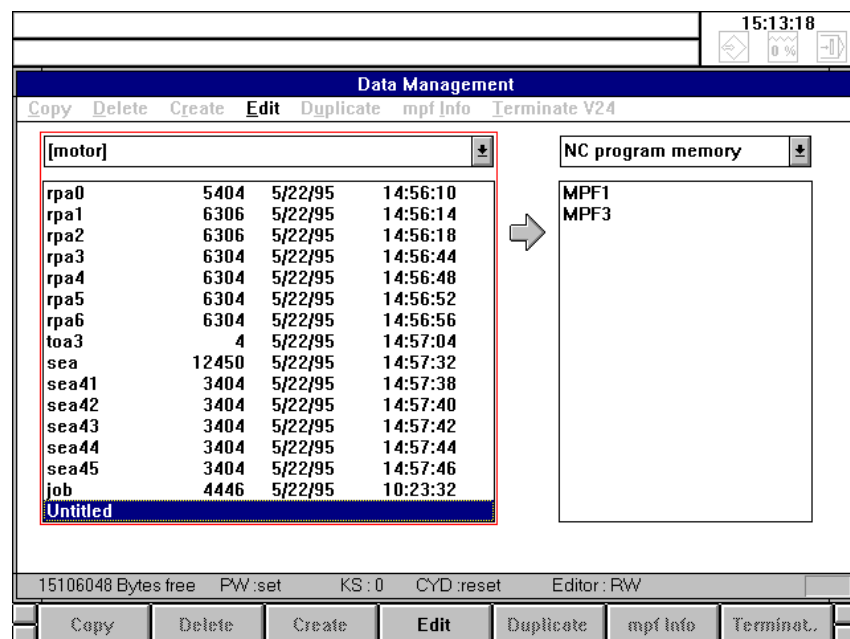 15:13:18
0 %
Data Management
Copy Delete Create Edit Duplicate mpf Info Terminate V24
[motor] NC program memory
rpa0 5404 5/22/95 14:56:10 MPF1
rpa1 6306 5/22/95 14:56:14 MPF3
rpa2 6306 5/22/95 14:56:18
rpa3 6304 5/22/95 14:56:44
rpa4 6304 5/22/95 14:56:48
rpa5 6304 5/22/95 14:56:52
rpa6 6304 5/22/95 14:56:56
toa3 4 5/22/95 14:57:04
sea 12450 5/22/95 14:57:32
sea41 3404 5/22/95 14:57:38
sea42 3404 5/22/95 14:57:40
sea43 3404 5/22/95 14:57:42
sea44 3404 5/22/95 14:57:44
sea45 3404 5/22/95 14:57:46
job 4446 5/22/95 10:23:32
Untitled
15106048 Bytes free PW :set KS : 0 CYD :reset Editor : RW
Copy Delete Create Edit Duplicate mpf Info Terminat..